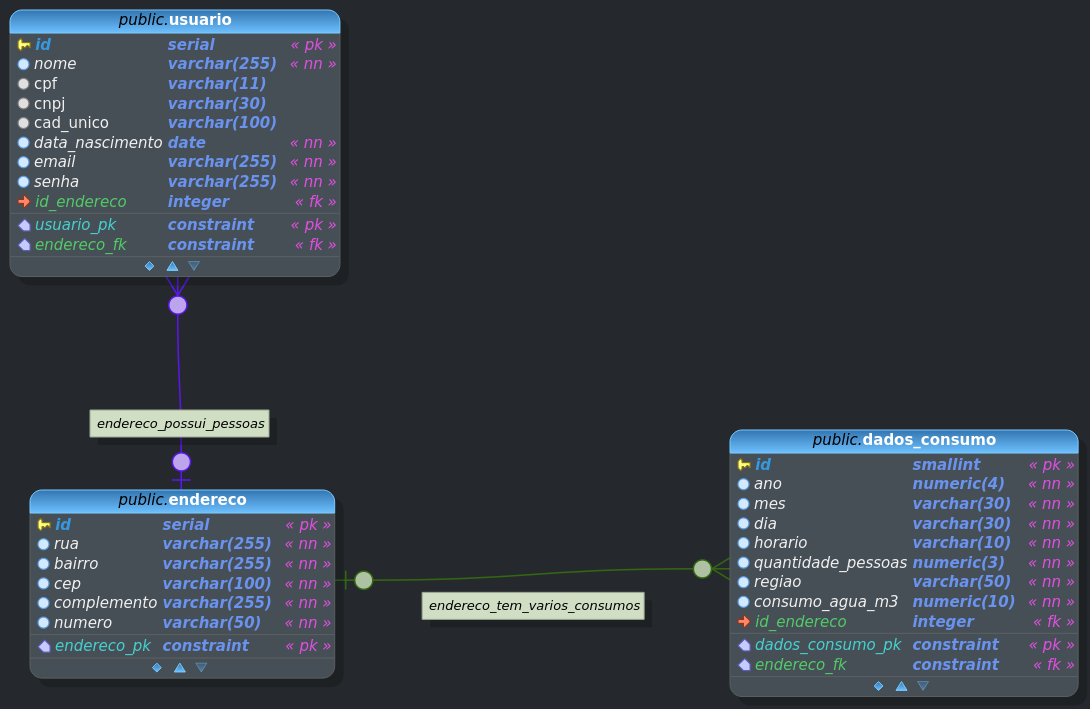 public.usuario
id serial « pk »
nome varchar(255) « nn »
cpf varchar(11)
cnpj varchar(30)
cad_unico varchar(100)
data_nascimento date « nn »
email varchar(255) « nn »
senha varchar(255) « nn »
id_endereco integer « fk »
usuario_pk constraint « pk »
endereco_fk constraint « fk »
endereco_possui_pessoas
public.endereco
id serial « pk »
rua varchar(255) « nn »
bairro varchar(255) « nn »
cep varchar(100) « nn »
complemento varchar(255) « nn »
numero varchar(50) « nn »
endereco_pk constraint « pk »
endereco_tem_varios_consumos
public.dados_consumo
id smallint « pk »
ano numeric(4) « nn »
mes varchar(30) « nn »
dia varchar(30) « nn »
horario varchar(10) « nn »
quantidade_pessoas numeric(3) « nn »
regiao varchar(50) « nn »
consumo_agua_m3 numeric(10) « nn »
id_endereco integer « fk »
dados_consumo_pk constraint « pk »
endereco_fk constraint « fk »